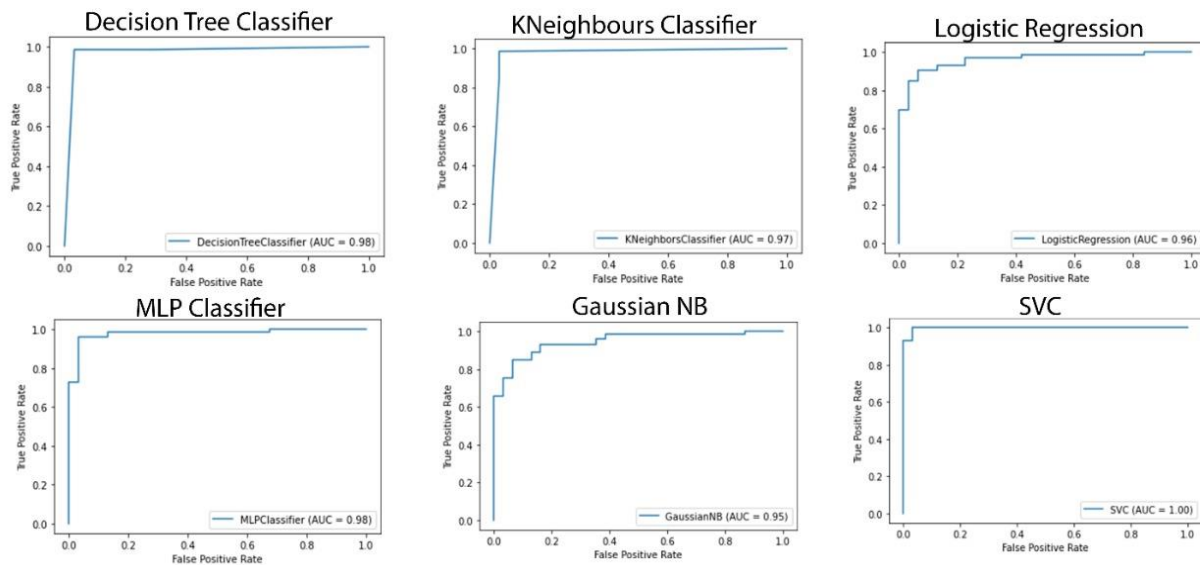 Decision Tree Classifier
1.0
0.8
0.6
0.4
0.2
0.0
True Positive Rate
DecisionTreeClassifier (AUC = 0.98)
0.0 0.2 0.4 0.6 0.8 1.0
False Positive Rate
KNeighbours Classifier
1.0
0.8
0.6
0.4
0.2
0.0
True Positive Rate
KNeighborsClassifier (AUC = 0.97)
0.0 0.2 0.4 0.6 0.8 1.0
False Positive Rate
Logistic Regression
1.0
0.8
0.6
0.4
0.2
0.0
True Positive Rate
LogisticRegression (AUC = 0.96)
0.0 0.2 0.4 0.6 0.8 1.0
False Positive Rate
MLP Classifier
1.0
0.8
0.6
0.4
0.2
0.0
True Positive Rate
MLPClassifier (AUC = 0.98)
0.0 0.2 0.4 0.6 0.8 1.0
False Positive Rate
Gaussian NB
1.0
0.8
0.6
0.4
0.2
0.0
True Positive Rate
GaussianNB (AUC = 0.95)
0.0 0.2 0.4 0.6 0.8 1.0
False Positive Rate
SVC
1.0
0.8
0.6
0.4
0.2
0.0
True Positive Rate
SVC (AUC = 1.00)
0.0 0.2 0.4 0.6 0.8 1.0
False Positive Rate